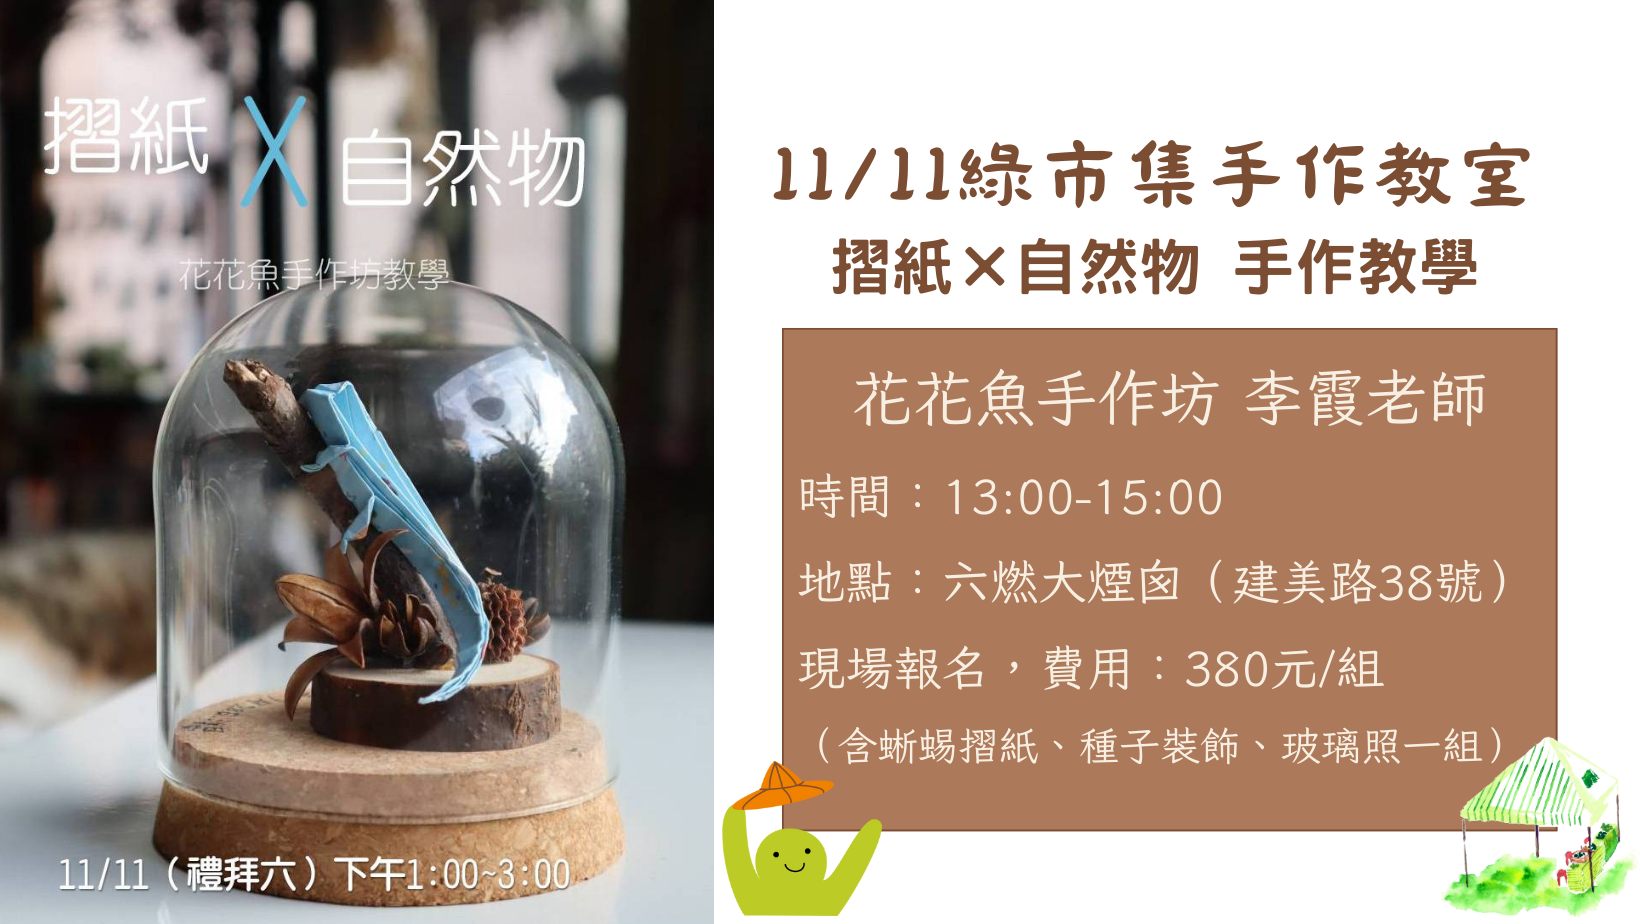 摺紙 X 自然物
花花魚手作坊教學
11/11（禮拜六）下午1:00~3:00
11/11綠市集手作教室
摺紙×自然物 手作教學
花花魚手作坊 李霞老師
時間：13:00-15:00
地點：六燃大煙囪（建美路38號）
現場報名，費用：380元/組
（含蜥蜴摺紙、種子裝飾、玻璃照一組）